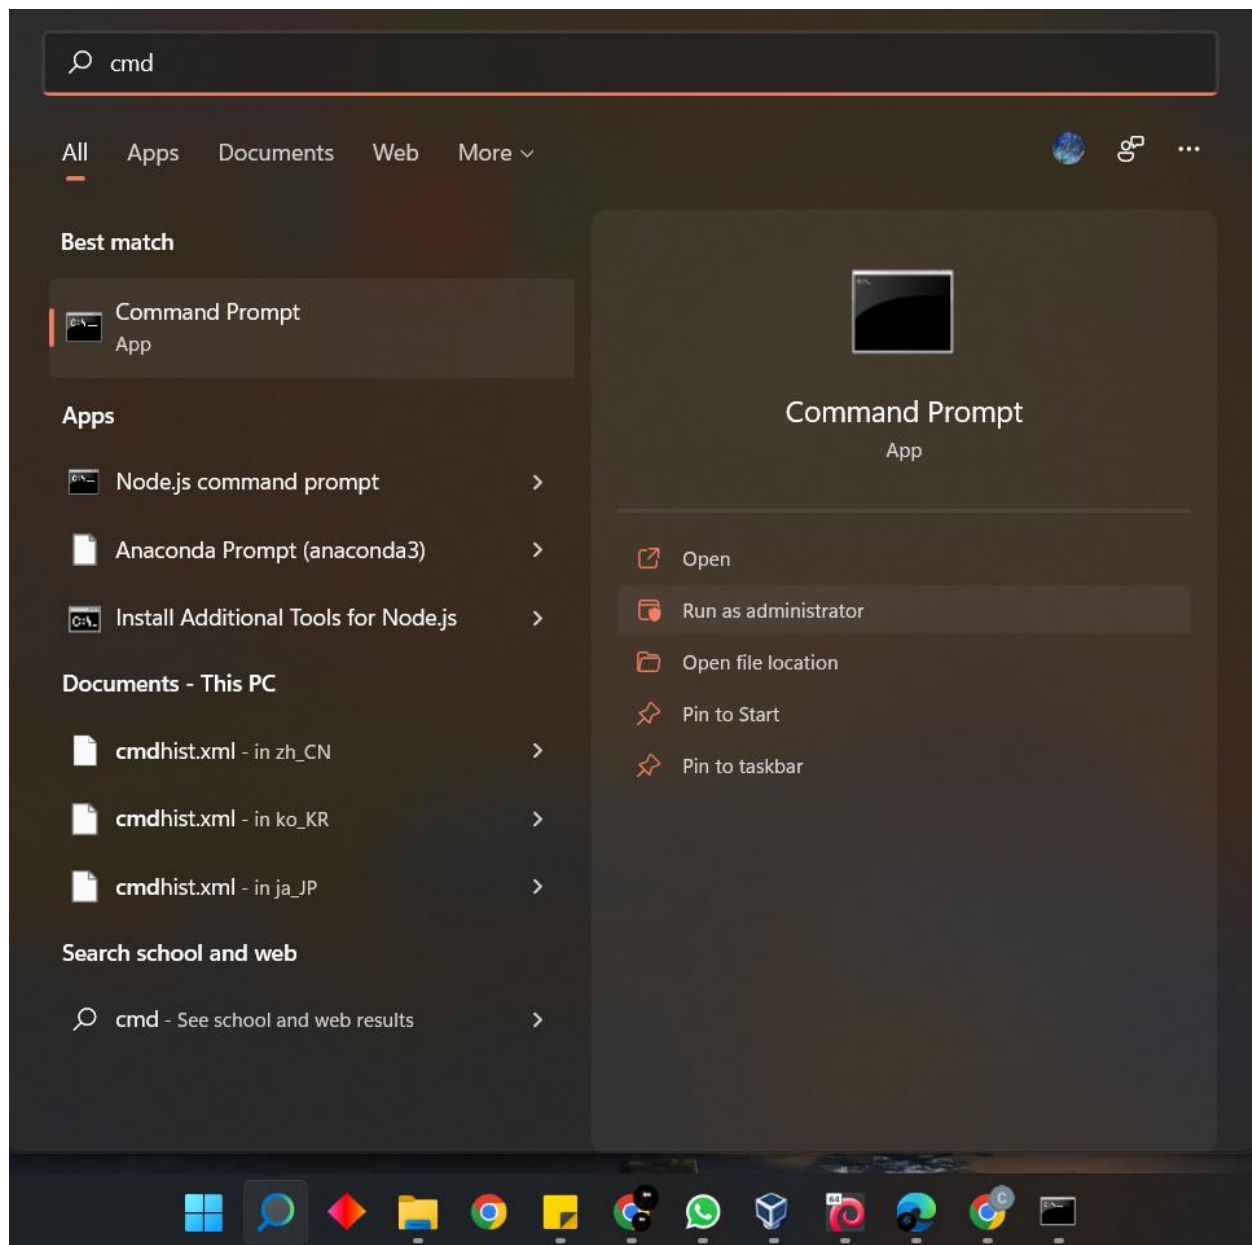 cmd
All Apps Documents Web More
Best match
Command Prompt
App
Apps
Node.js command prompt
Anaconda Prompt (anaconda3)
Install Additional Tools for Node.js
Documents - This PC
cmdhist.xml - in zh_CN
cmdhist.xml - in ko_KR
cmdhist.xml - in ja_JP
Search school and web
cmd - See school and web results
Command Prompt
App
Open
Run as administrator
Open file location
Pin to Start
Pin to taskbar
64
C